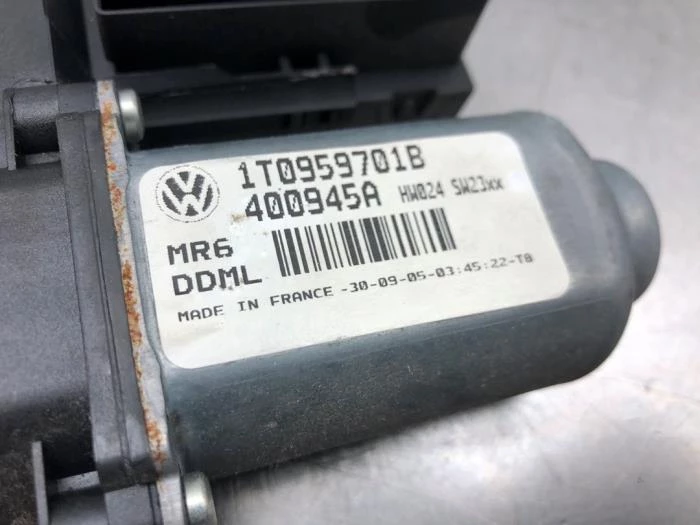 1T0959701B
400945A HW024 SW23xx
MR6
DDML
MADE IN FRANCE -30-09-05-03:45:22-T8